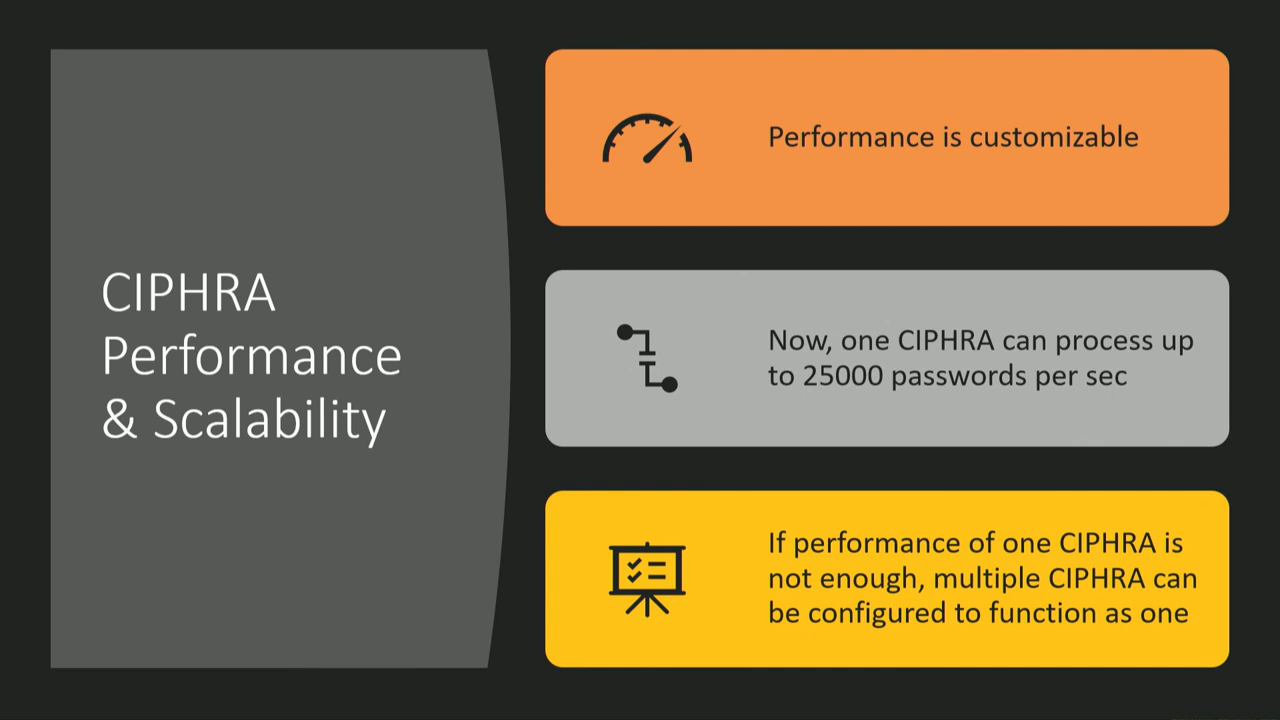 CIPHRA
Performance
& Scalability
Performance is customizable
Now, one CIPHRA can process up
to 25000 passwords per sec
If performance of one CIPHRA is
not enough, multiple CIPHRA can
be configured to function as one